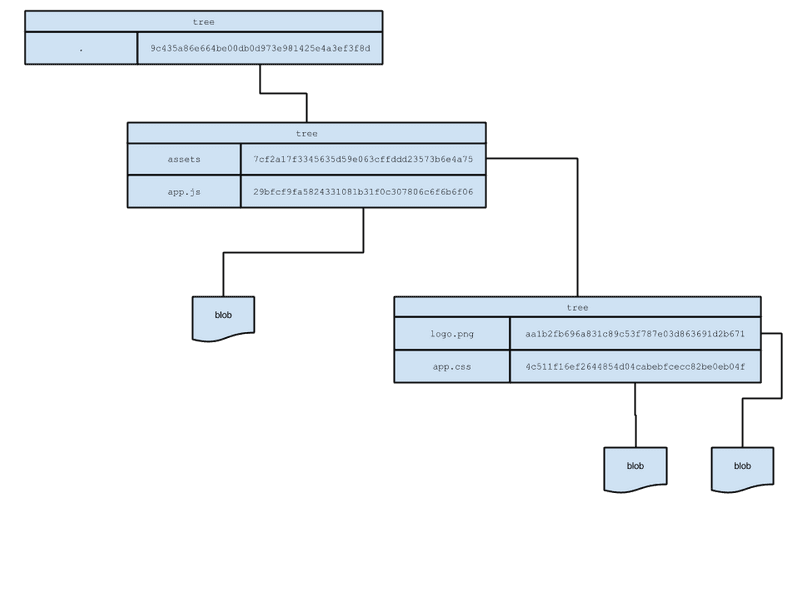 tree
. 9c435a86e664be00db0d973e981425e4a3ef3f8d
tree
assets 7cf2a17f3345635d59e063cffddd23573b6e4a75
app.js 29bfcf9fa5824331081b31f0c307806c6f6b6f06
blob
tree
logo.png aa1b2fb696a831c89c53f787e03d863691d2b671
app.css 4c511f16ef2644854d04cabebfcecc82be0eb04f
blob blob